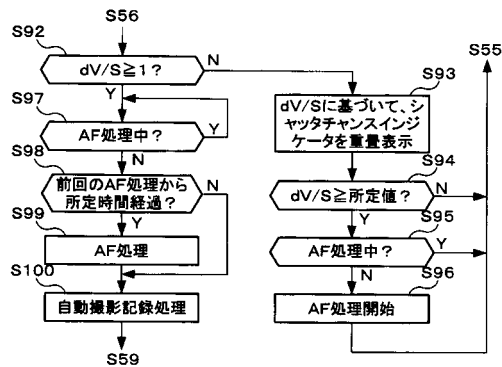 S56
S92
dV/S≧1?
N
S55
Y
S93
dV/Sに基づいて、シャ
ッタチャンスインジ
ケータを重畳表示
S97
AF処理中?
Y
N
S98
S94
前回のAF処理から
所定時間経過?
N
dV/S≧所定値?
N
Y
Y
S99
S95
AF処理
AF処理中?
Y
N
S100
S96
自動撮影記録処理
AF処理開始
S59